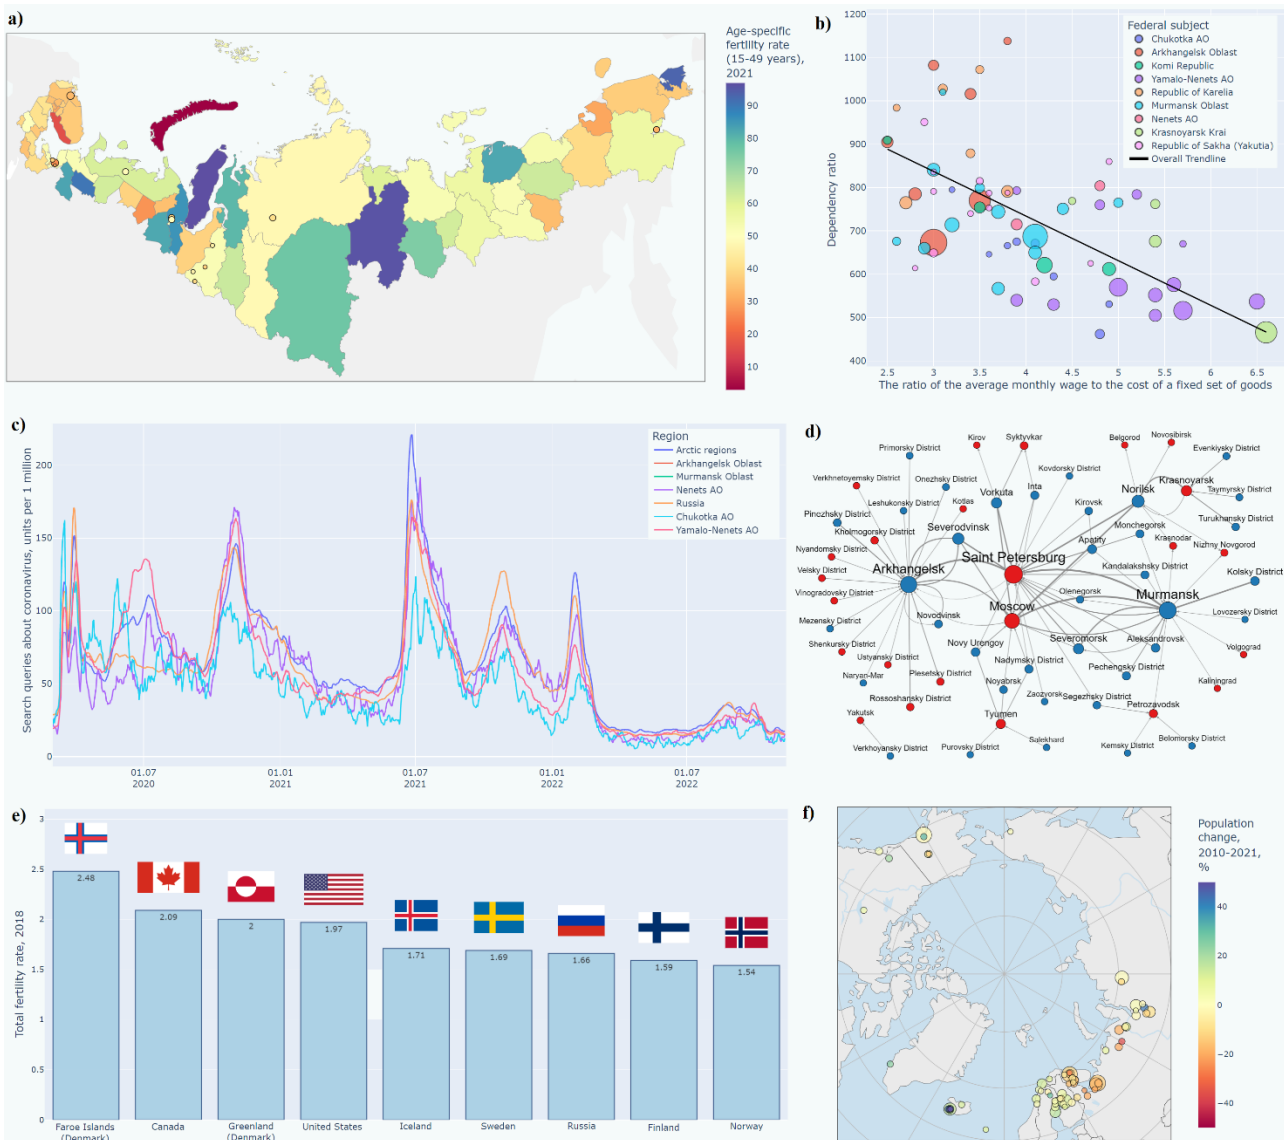 a)
Age-specific
fertility rate
(15-49 years),
2021
90
80
70
60
50
40
30
20
10
b)
1200
1100
1000
900
800
700
600
500
400
Dependency ratio
2.5
3
3.5
4
4.5
5
5.5
6
6.5
The ratio of the average monthly wage to the cost of a fixed set of goods
Federal subject
Chukotka AO
Arkhangelsk Oblast
Komi Republic
Yamalo-Nenets AO
Republic of Karelia
Murmansk Oblast
Nenets AO
Krasnoyarsk Krai
Republic of Sakha (Yakutia)
Overall Trendline
c)
Search queries about coronavirus, units per 1 million
200
150
100
50
0
01.07
2020
01.01
2021
01.07
2021
01.01
2022
01.07
2022
Region
Arctic regions
Arkhangelsk Oblast
Murmansk Oblast
Nenets AO
Russia
Chukotka AO
Yamalo-Nenets AO
d)
Primorsky District
Kirov
Syktyvkar
Belgorod
Novosibirsk
Evenkiysky District
Verkhnetoyemsky District
Onezhsky District
Kovdorsky District
Krasnoyarsk
Leshukonsky District
Vorkuta
Inta
Norilsk
Taymyrsky District
Pinezhsky District
Kotlas
Kirovsk
Turukhansky District
Kholmogorsky District
Severodvinsk
Monchegorsk
Krasnodar
Nyandomsky District
Saint Petersburg
Apatity
Nizhny Novgorod
Velsky District
Arkhangelsk
Kandalakshsky District
Kolsky District
Vinogradovsky District
Olenegorsk
Murmansk
Mezensky District
Novodvinsk
Moscow
Lovozersky District
Shenkursky District
Novy Urengoy
Severomorsk
Aleksandrovsk
Volgograd
Ustyansky District
Nadymsky District
Pechengsky District
Naryan-Mar
Plesetsky District
Noyabrsk
Kaliningrad
Rossoshansky District
Zaozyorsk
Segezhsky District
Yakutsk
Tyumen
Petrozavodsk
Verkhoyansky District
Purovsky District
Salekhard
Kemsky District
Belomorsky District
e)
Total fertility rate, 2018
3
2.5
2
1.5
1
0.5
0
2.48
2.09
2
1.97
1.71
1.69
1.66
1.59
1.54
Faroe Islands
(Denmark)
Canada
Greenland
(Denmark)
United States
Iceland
Sweden
Russia
Finland
Norway
f)
Population
change,
2010-2021,
%
40
20
0
−20
−40